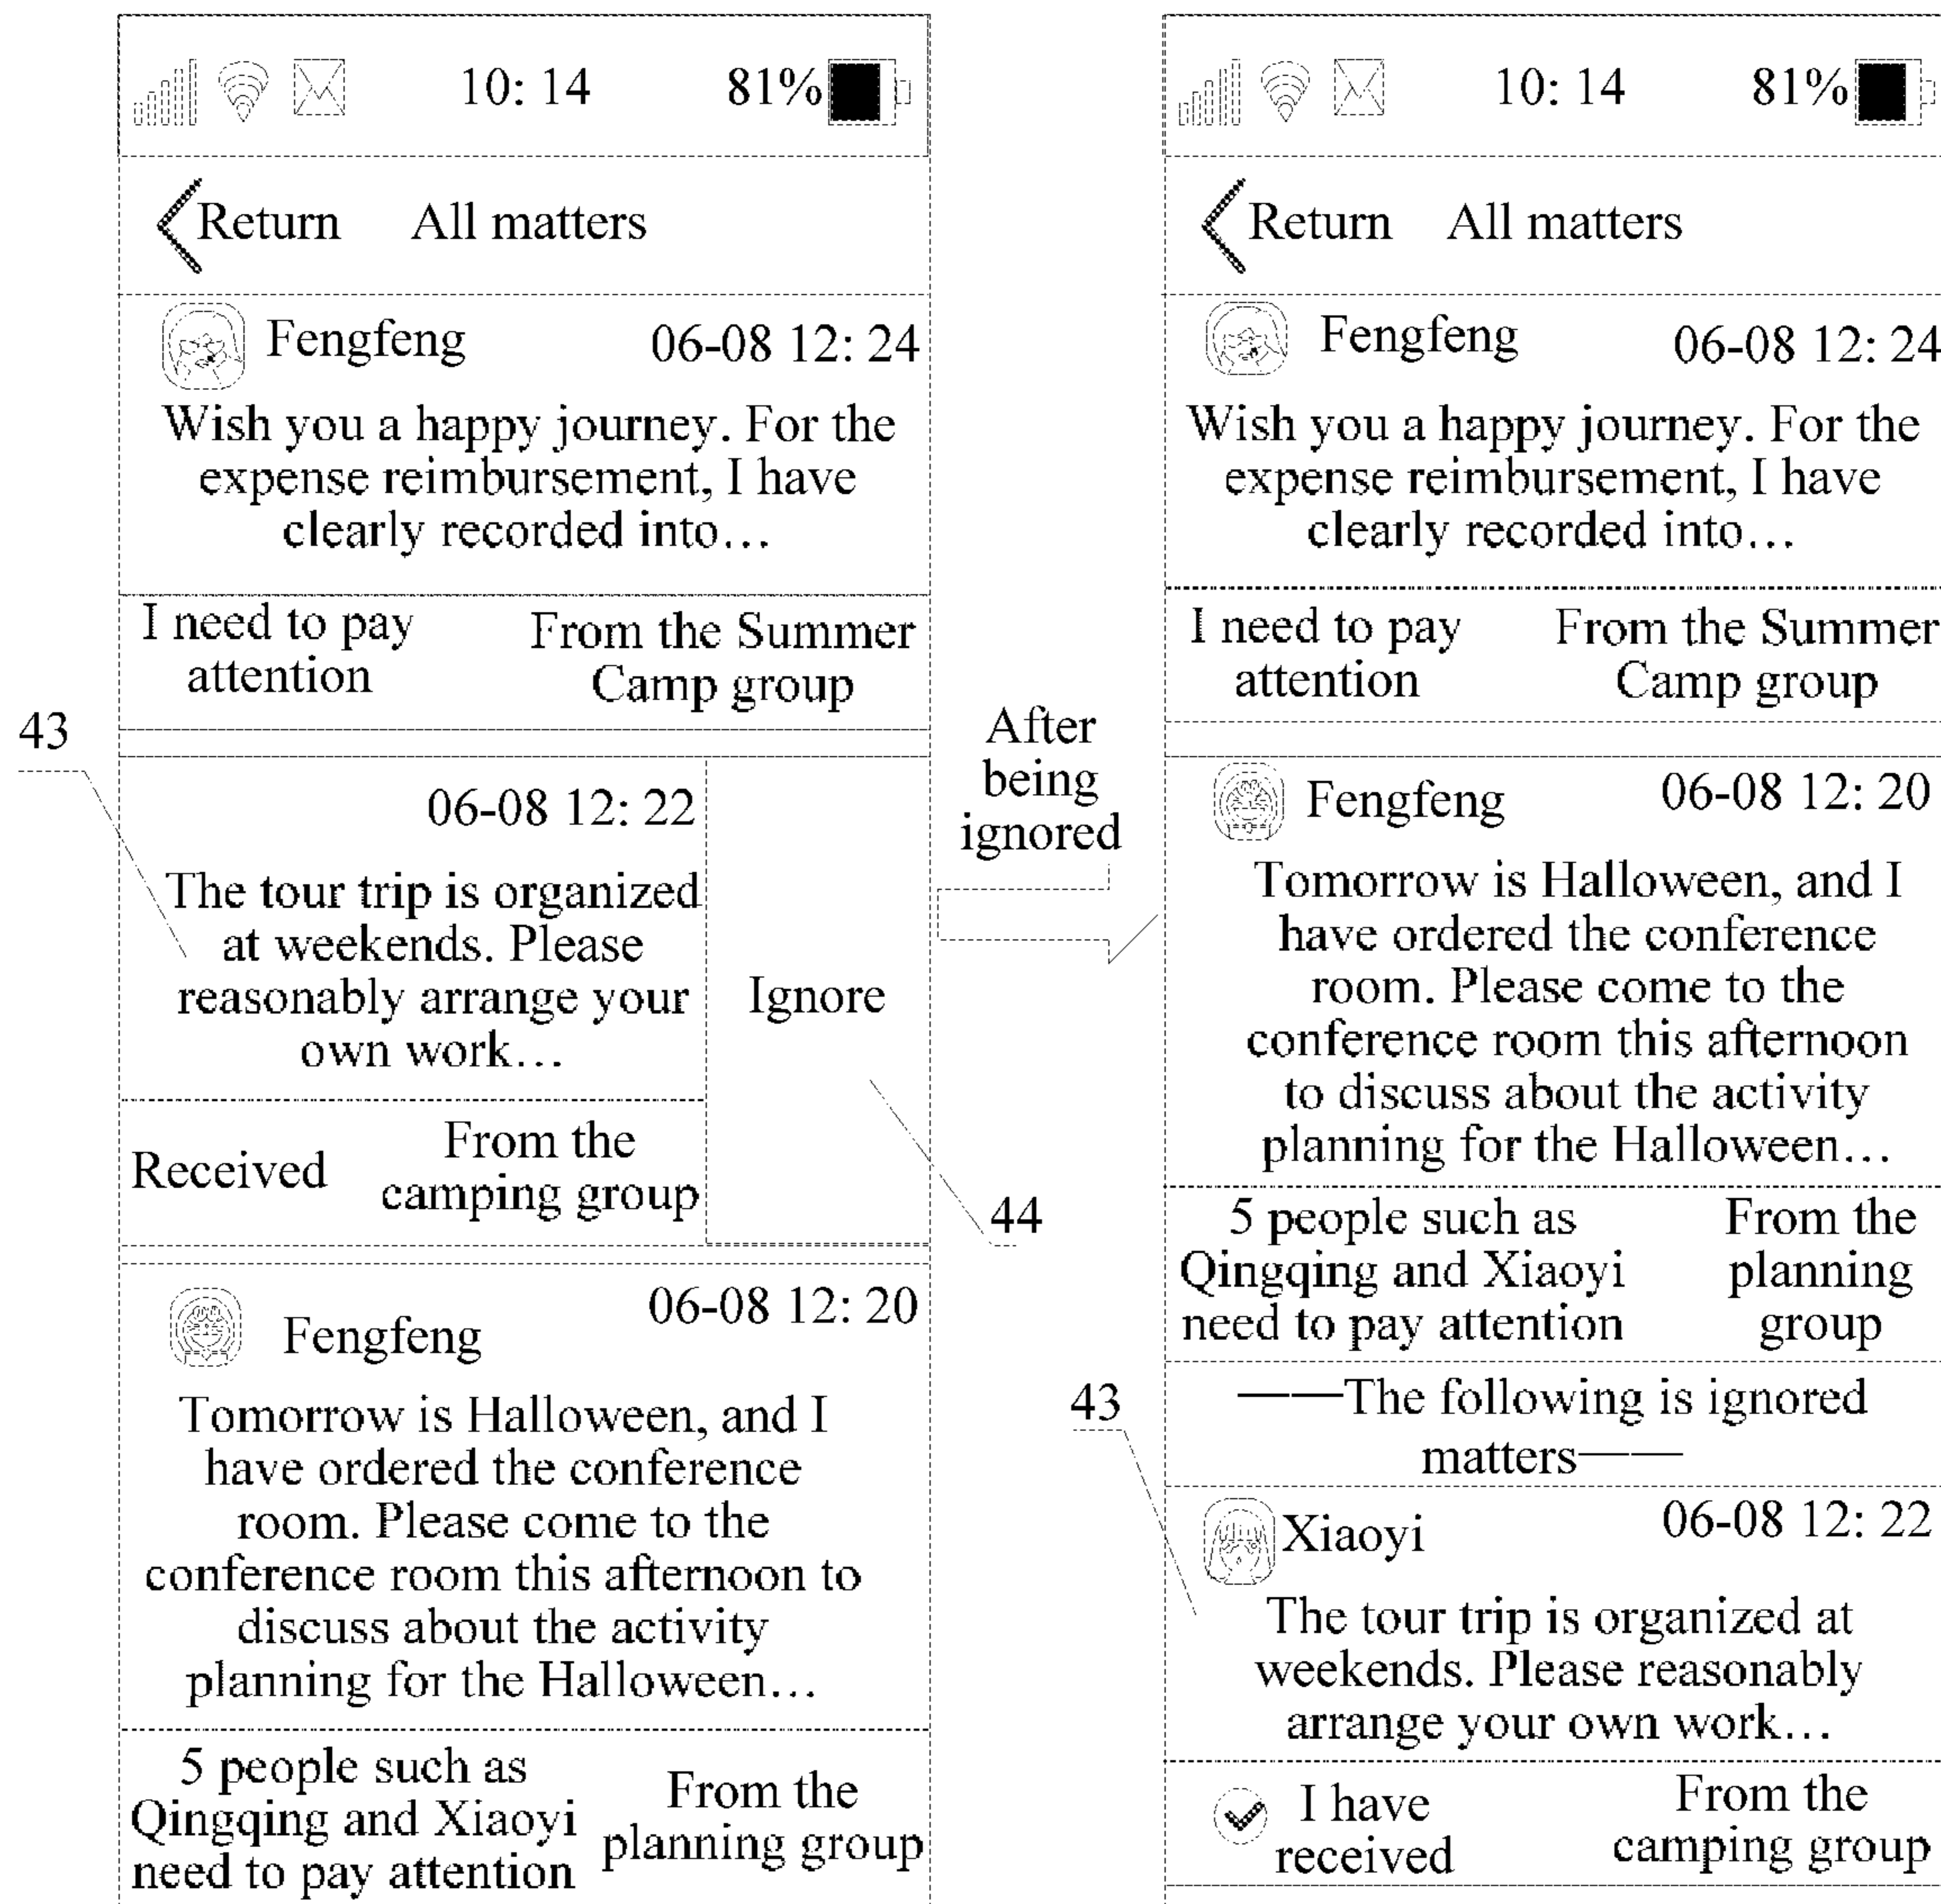 10: 14 81%
Return All matters
Fengfeng 06-08 12: 24
Wish you a happy journey. For the
expense reimbursement, I have
clearly recorded into…
I need to pay
attention
From the Summer
Camp group
43
06-08 12: 22
The tour trip is organized
at weekends. Please
reasonably arrange your
own work…
Ignore
Received
From the
camping group
44
Fengfeng 06-08 12: 20
Tomorrow is Halloween, and I
have ordered the conference
room. Please come to the
conference room this afternoon to
discuss about the activity
planning for the Halloween…
5 people such as
Qingqing and Xiaoyi
need to pay attention
From the
planning group
After
being
ignored
10: 14 81%
Return All matters
Fengfeng 06-08 12: 24
Wish you a happy journey. For the
expense reimbursement, I have
clearly recorded into…
I need to pay
attention
From the Summer
Camp group
Fengfeng 06-08 12: 20
Tomorrow is Halloween, and I
have ordered the conference
room. Please come to the
conference room this afternoon
to discuss about the activity
planning for the Halloween…
5 people such as
Qingqing and Xiaoyi
need to pay attention
From the
planning
group
——The following is ignored
matters——
43
Xiaoyi 06-08 12: 22
The tour trip is organized at
weekends. Please reasonably
arrange your own work…
I have
received
From the
camping group